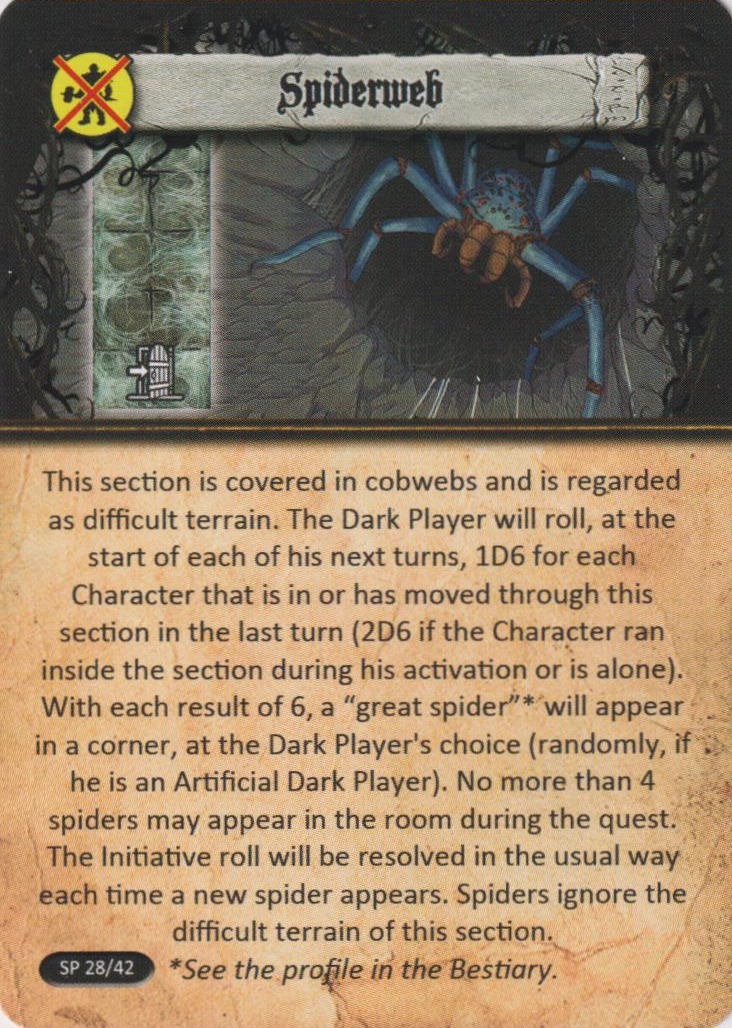 Spiderweb
This section is covered in cobwebs and is regarded
as difficult terrain. The Dark Player will roll, at the
start of each of his next turns, 1D6 for each
Character that is in or has moved through this
section in the last turn (2D6 if the Character ran
inside the section during his activation or is alone).
With each result of 6, a “great spider”* will appear
in a corner, at the Dark Player's choice (randomly, if
he is an Artificial Dark Player). No more than 4
spiders may appear in the room during the quest.
The Initiative roll will be resolved in the usual way
each time a new spider appears. Spiders ignore the
difficult terrain of this section.
SP 28/42 *See the profile in the Bestiary.